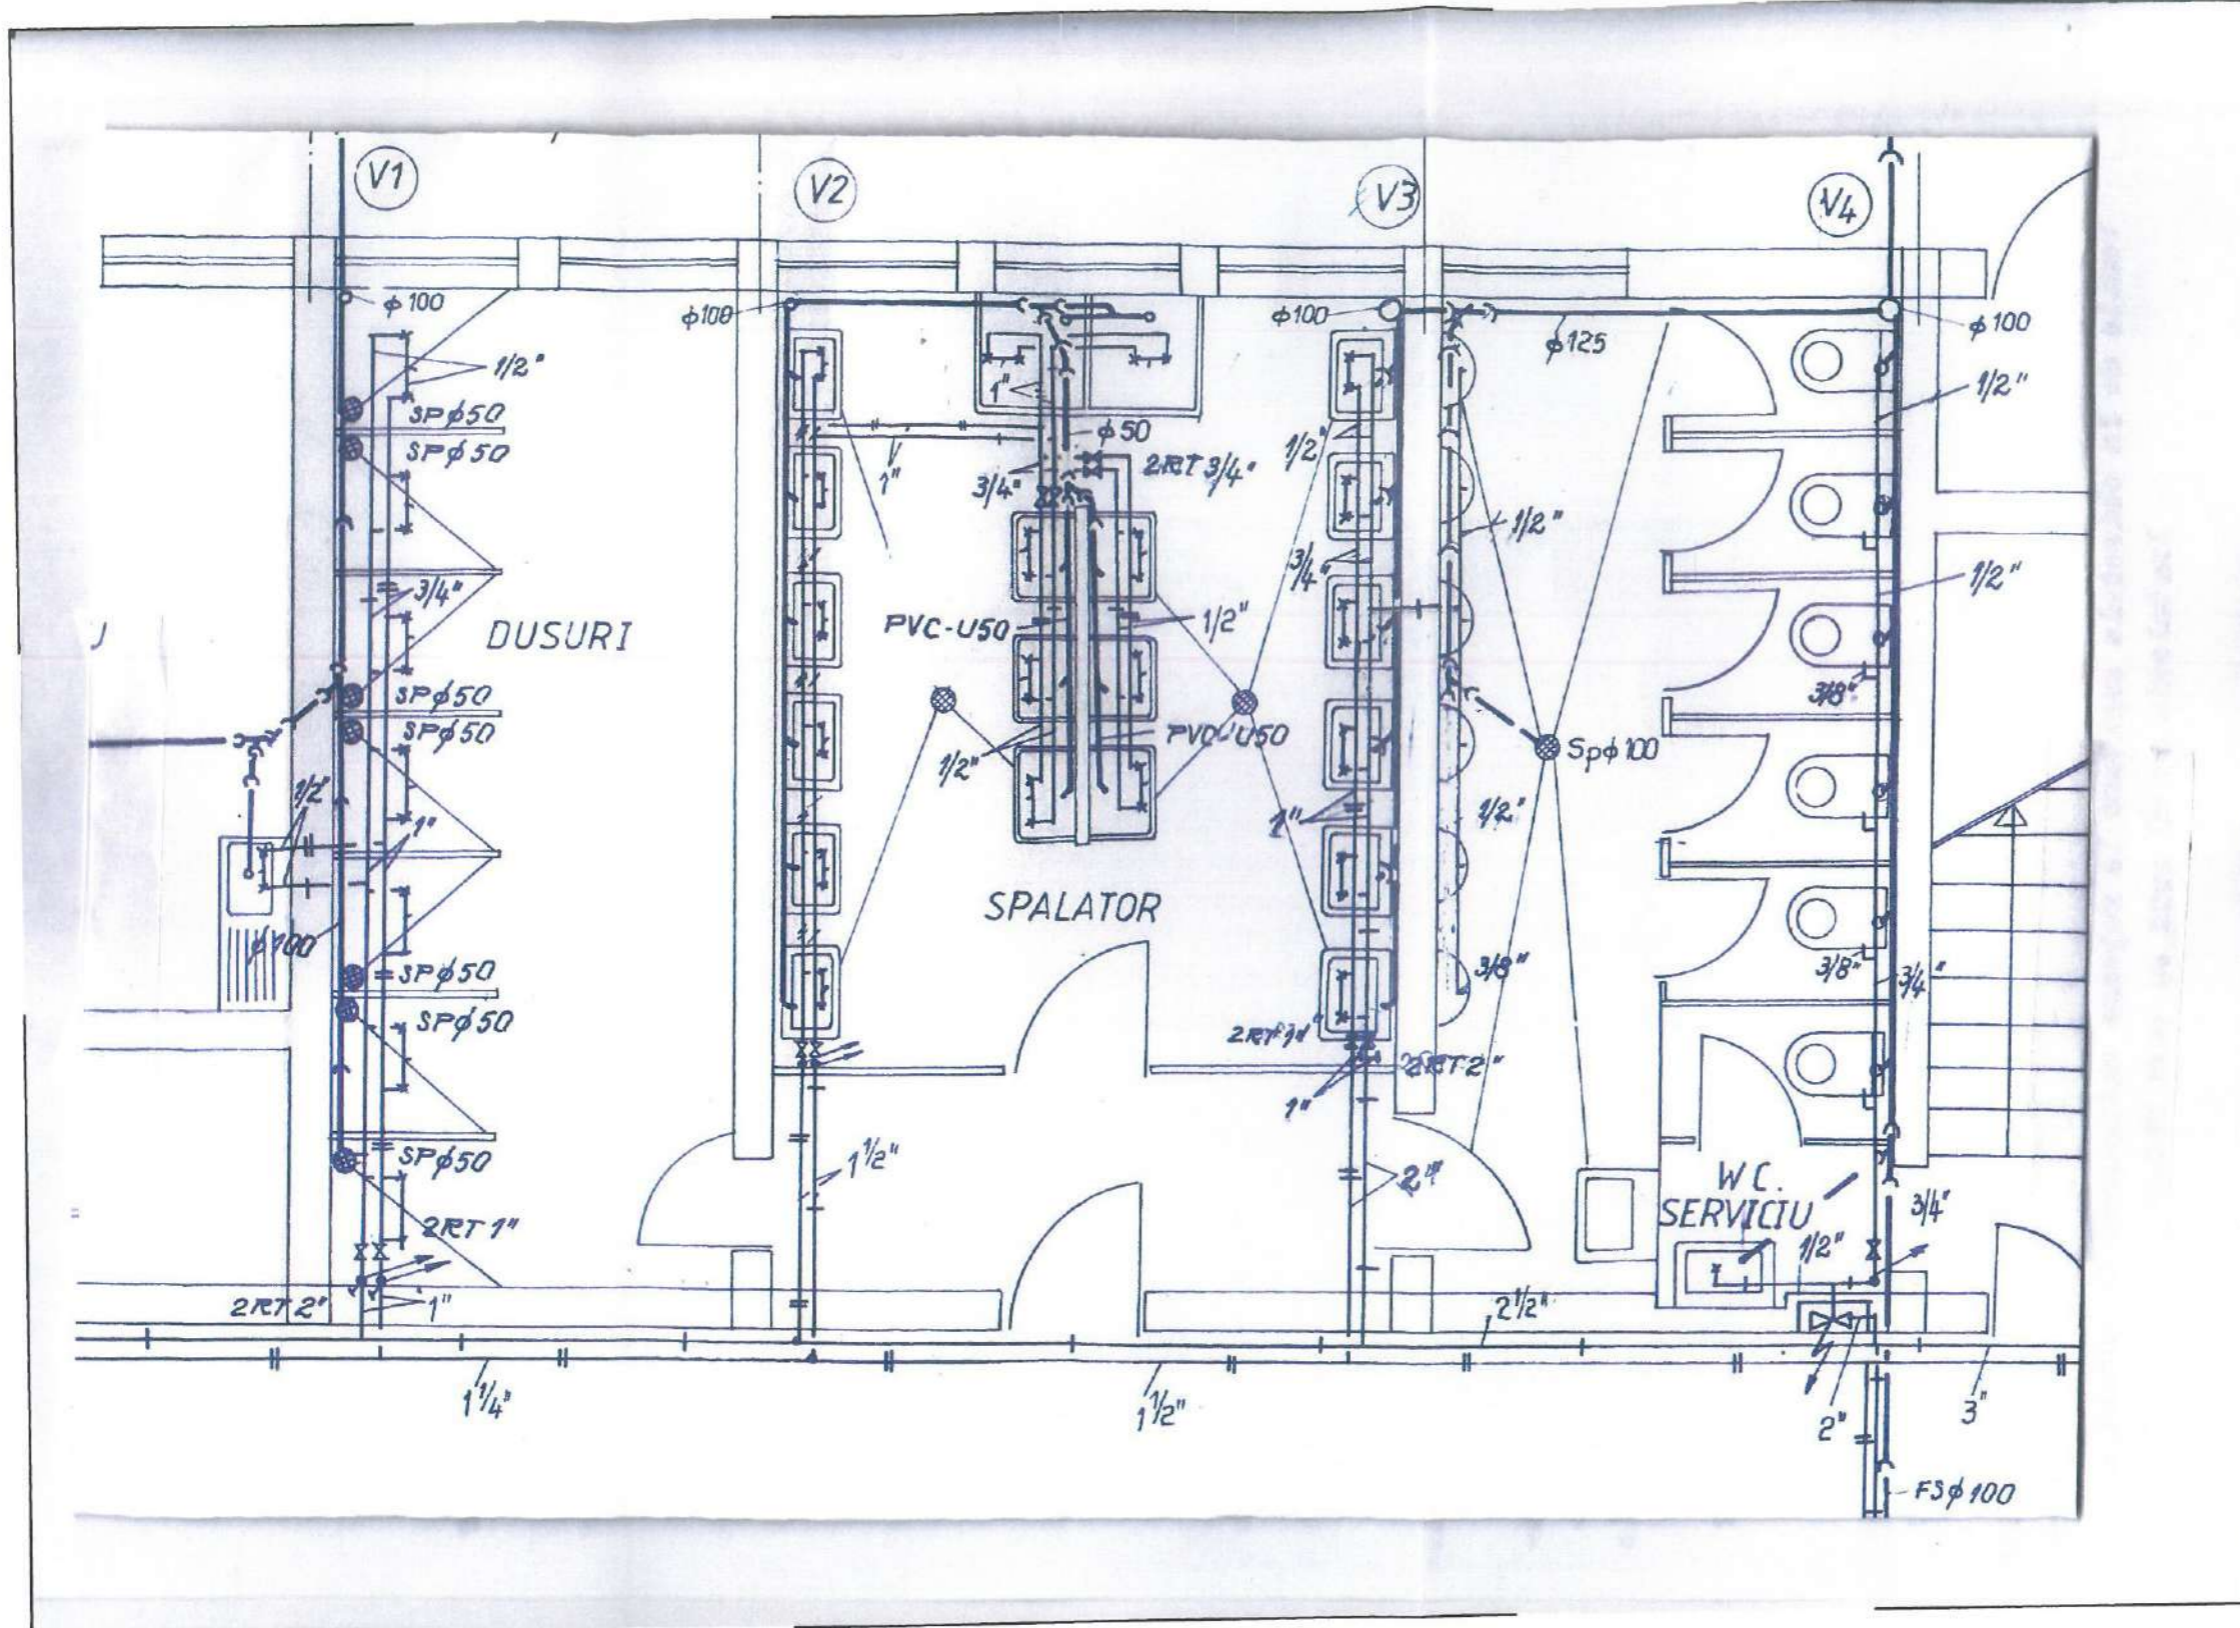 V1
V2
V3
V4
φ100
φ100
φ100
φ100
φ125
1/2"
1/2"
SPφ50
SPφ50
1"
φ50
1/2"
3/4"
2RT 3/4"
1"
1/2"
3/4"
1/2"
3/4"
DUSURI
PVC-U50
1/2"
3/8"
SPφ50
SPφ50
PVC-U50
Spφ100
1/2"
1/2"
1"
1"
1/2"
SPALATOR
φ100
SPφ50
SPφ50
3/8"
3/8"
3/4"
2RT 2"
1"
SPφ50
1 1/2"
2"
W C.
SERVICIU
3/4"
2RT 1"
1/2"
2RT 2"
1"
2 1/2"
1 1/4"
1 1/2"
2"
3"
FSφ100